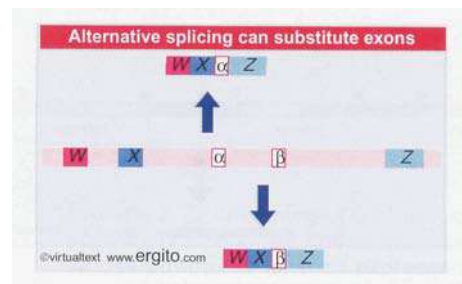 Alternative splicing can substitute exons
W X α Z
W X α β Z
©virtualtext www.ergito.com W X β Z